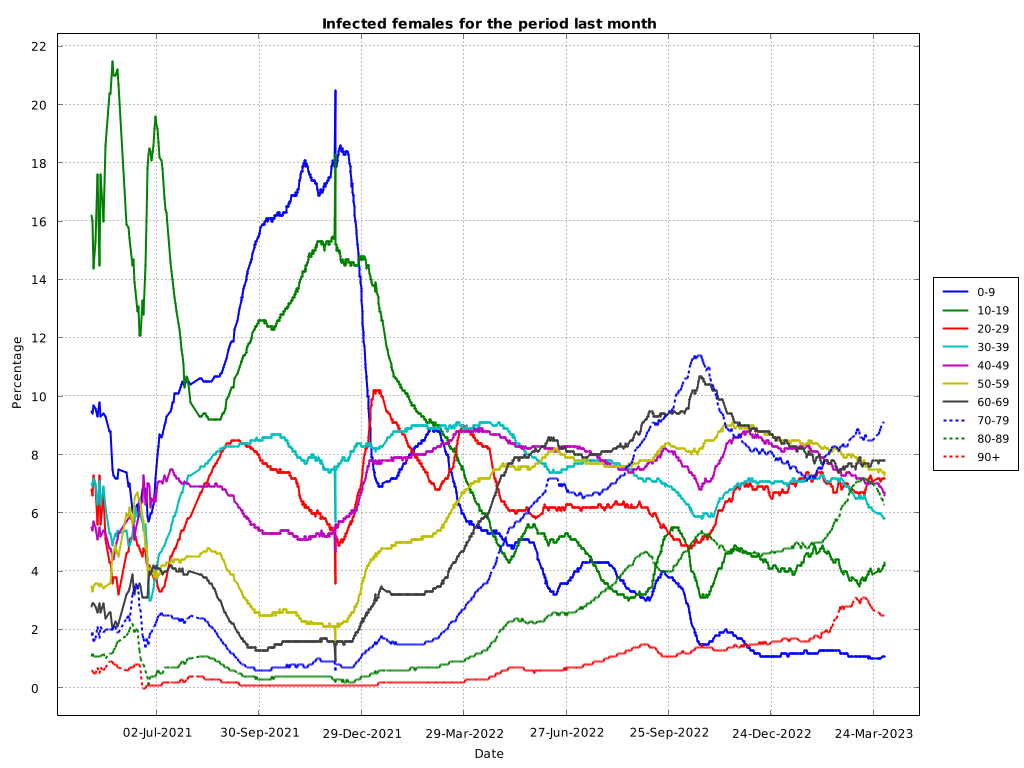 Infected females for the period last month
22
20
18
16
14
12
10
8
6
4
2
0
Percentage
02-Jul-2021
30-Sep-2021
29-Dec-2021
29-Mar-2022
27-Jun-2022
25-Sep-2022
24-Dec-2022
24-Mar-2023
Date
0-9
10-19
20-29
30-39
40-49
50-59
60-69
70-79
80-89
90+